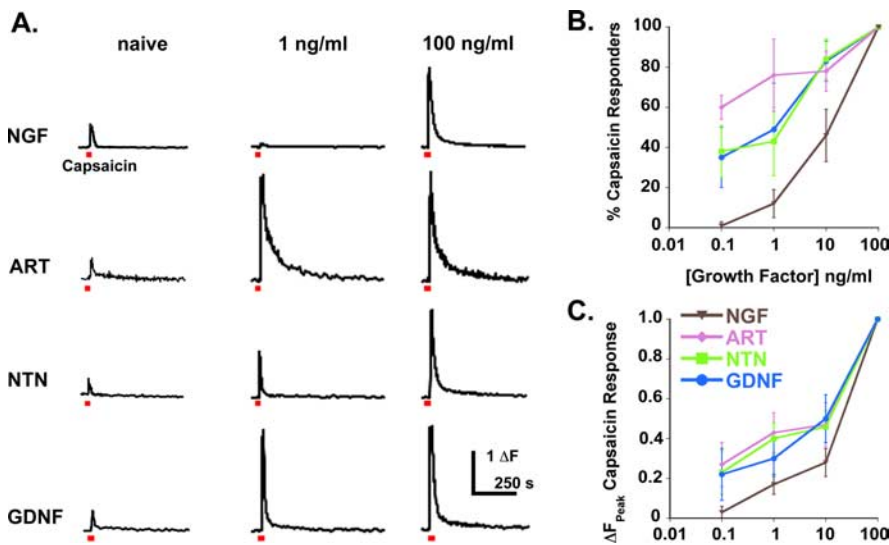 A.
naive
1 ng/ml
100 ng/ml
NGF
Capsaicin
ART
NTN
GDNF
1 ΔF
250 s
B.
% Capsaicin Responders
100
80
60
40
20
0
0.01
0.1
1
10
100
[Growth Factor] ng/ml
C.
ΔFPeak Capsaicin Response
1.0
0.8
0.6
0.4
0.2
0
NGF
ART
NTN
GDNF
0.01
0.1
1
10
100